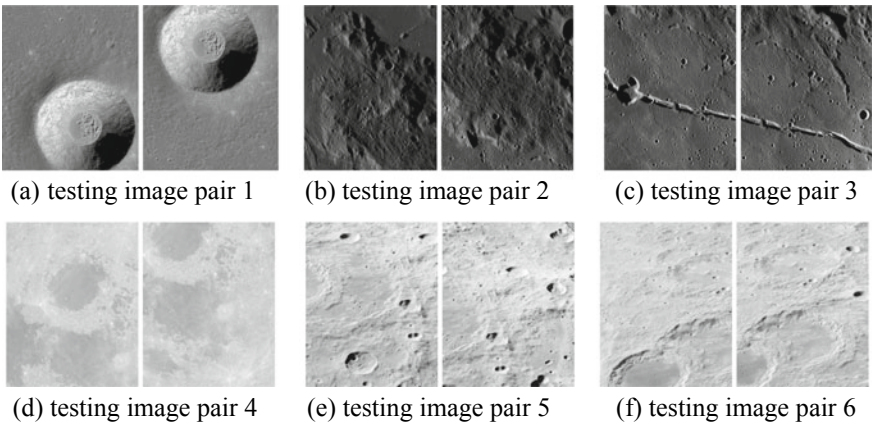 (a) testing image pair 1
(b) testing image pair 2
(c) testing image pair 3
(d) testing image pair 4
(e) testing image pair 5
(f) testing image pair 6